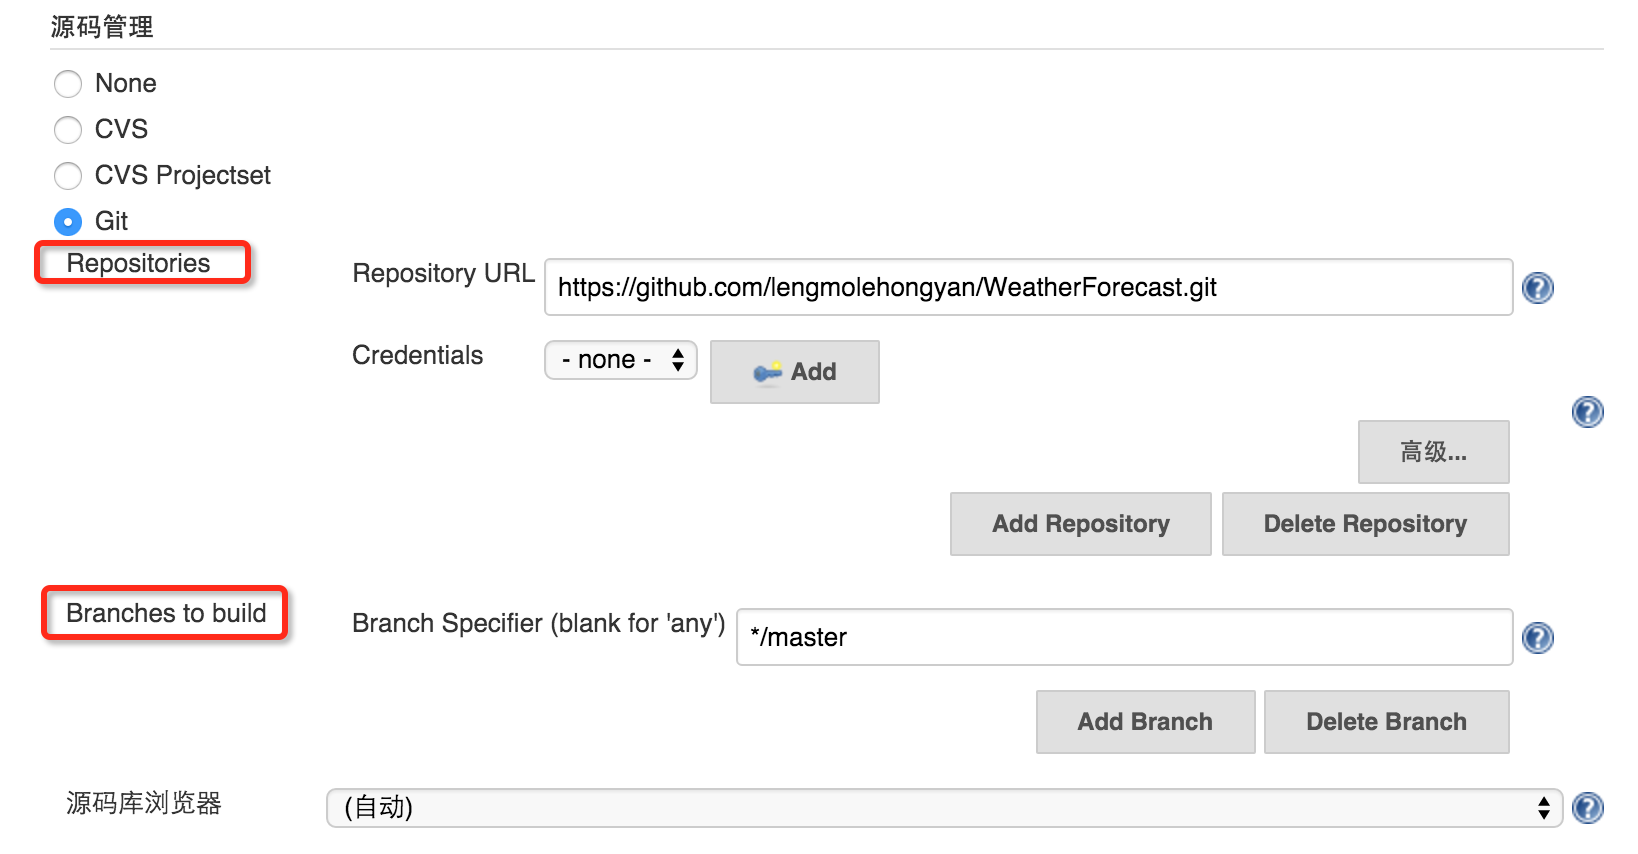 源码管理
None
CVS
CVS Projectset
Git
Repositories
Repository URL
https://github.com/lengmolehongyan/WeatherForecast.git
Credentials
- none -
Add
高级...
Add Repository
Delete Repository
Branches to build
Branch Specifier (blank for 'any')
*/master
Add Branch
Delete Branch
源码库浏览器
(自动)